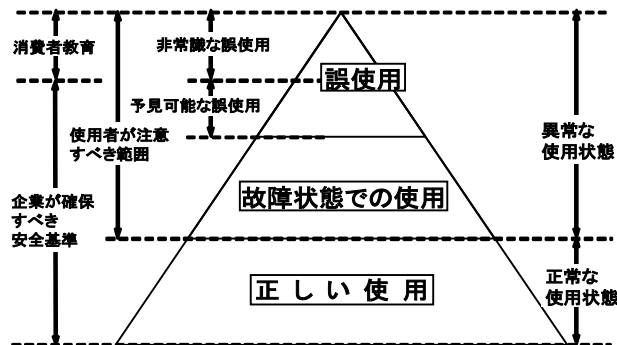 消費者教育
非常識な誤使用
誤使用
予見可能な誤使用
使用者が注意
すべき範囲
異常な
使用状態
企業が確保
すべき
安全基準
故障状態での使用
正しい使用
正常な
使用状態